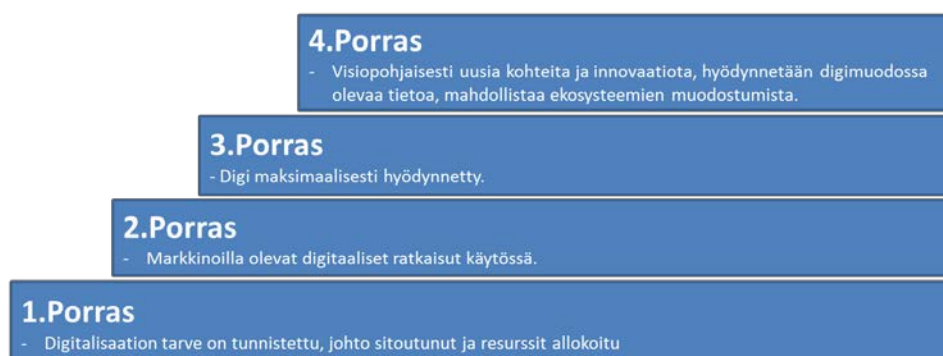 4.Porras
- Visiopohjaisesti uusia kohteita ja innovaatiota, hyödynnetään digimuodossa
olevaa tietoa, mahdollistaa ekosysteemien muodostumista.
3.Porras
- Digi maksimaalisesti hyödynnetty.
2.Porras
- Markkinoilla olevat digitaaliset ratkaisut käytössä.
1.Porras
- Digitalisaation tarve on tunnistettu, johto sitoutunut ja resurssit allokoitu